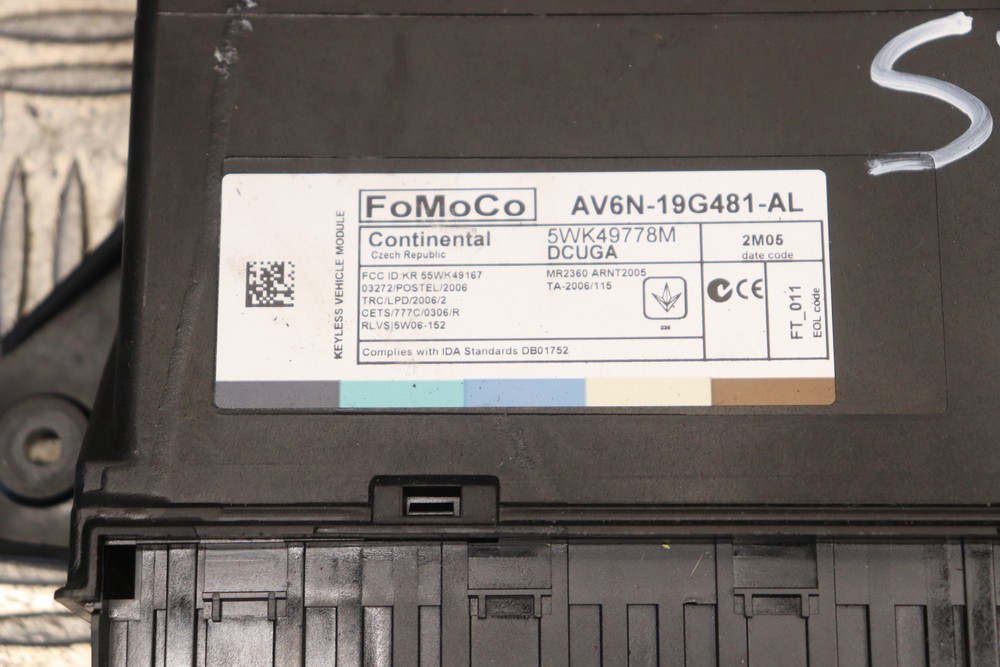 S
KEYLESS VEHICLE MODULE
FoMoCo
AV6N-19G481-AL
Continental
Czech Republic
5WK49778M
DCUGA
2M05
date code
FCC ID:KR 55WK49167
03272/POSTEL/2006
TRC/LPD/2006/2
CETS/777C/0306/R
RLVS|5W06-152
MR2360 ARNT2005
TA-2006/115
034
CE
FT_011
EOL code
Complies with IDA Standards DB01752